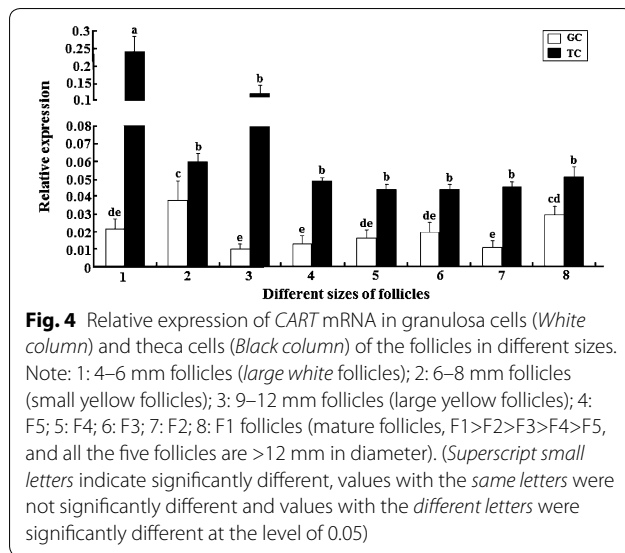 0.3
0.25
0.2
0.15
0.1
0.08
0.06
0.05
0.04
0.03
0.02
0.01
0
Relative expression
a
b
GC
TC
de
c
b
e
b
e
b
de
b
de
b
e
b
cd
b
1 2 3 4 5 6 7 8
Different sizes of follicles
Fig. 4 Relative expression of CART mRNA in granulosa cells (White
column) and theca cells (Black column) of the follicles in different sizes.
Note: 1: 4–6 mm follicles (large white follicles); 2: 6–8 mm follicles
(small yellow follicles); 3: 9–12 mm follicles (large yellow follicles); 4:
F5; 5: F4; 6: F3; 7: F2; 8: F1 follicles (mature follicles, F1>F2>F3>F4>F5,
and all the five follicles are >12 mm in diameter). (Superscript small
letters indicate significantly different, values with the same letters were
not significantly different and values with the different letters were
significantly different at the level of 0.05)